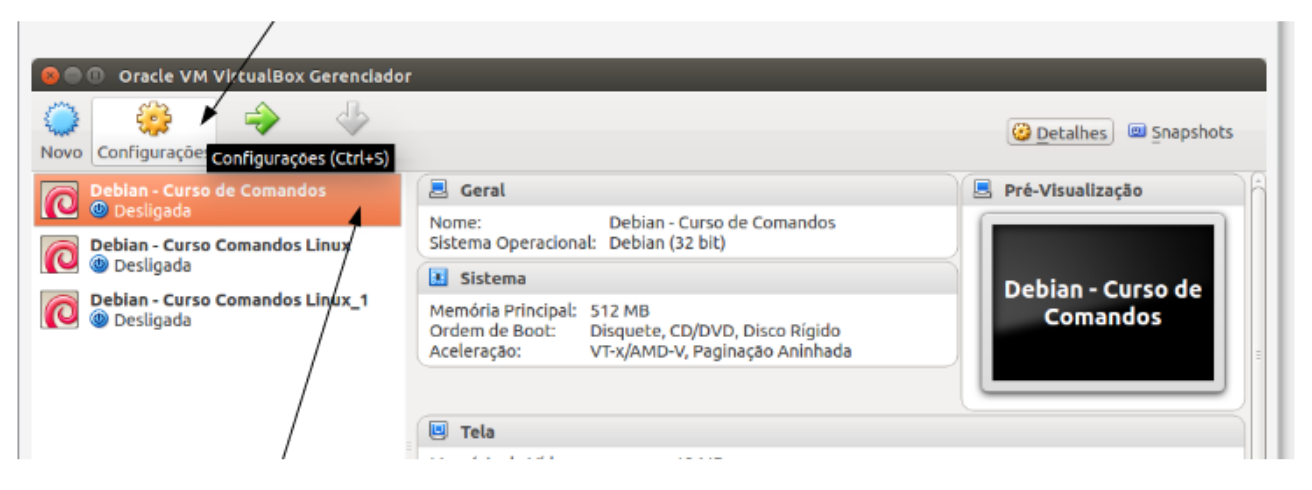 Oracle VM VirtualBox Gerenciador
Novo
Configurações
Configurações (Ctrl+S)
Detalhes
Snapshots
Debian - Curso de Comandos
Desligada
Debian - Curso Comandos Linux
Desligada
Debian - Curso Comandos Linux_1
Desligada
Geral
Nome: Debian - Curso de Comandos
Sistema Operacional: Debian (32 bit)
Sistema
Memória Principal: 512 MB
Ordem de Boot: Disquete, CD/DVD, Disco Rígido
Aceleração: VT-x/AMD-V, Paginação Aninhada
Tela
Pré-Visualização
Debian - Curso de
Comandos